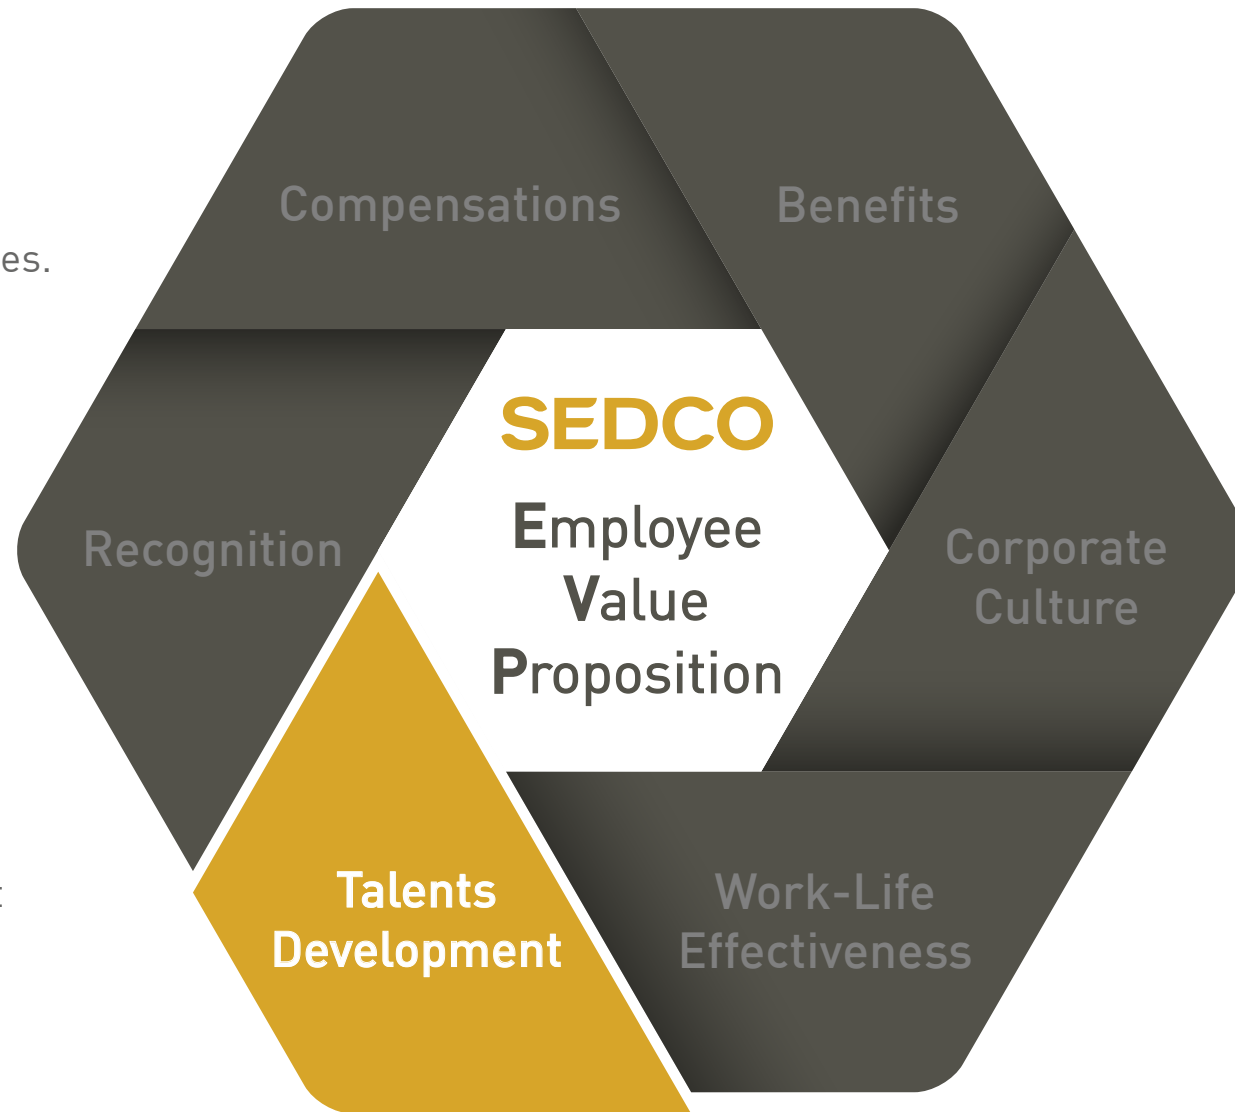 Compensations
Benefits
es.
SEDCO
Employee
Value
Proposition
Recognition
Corporate
Culture
Talents
Development
Work-Life
Effectiveness